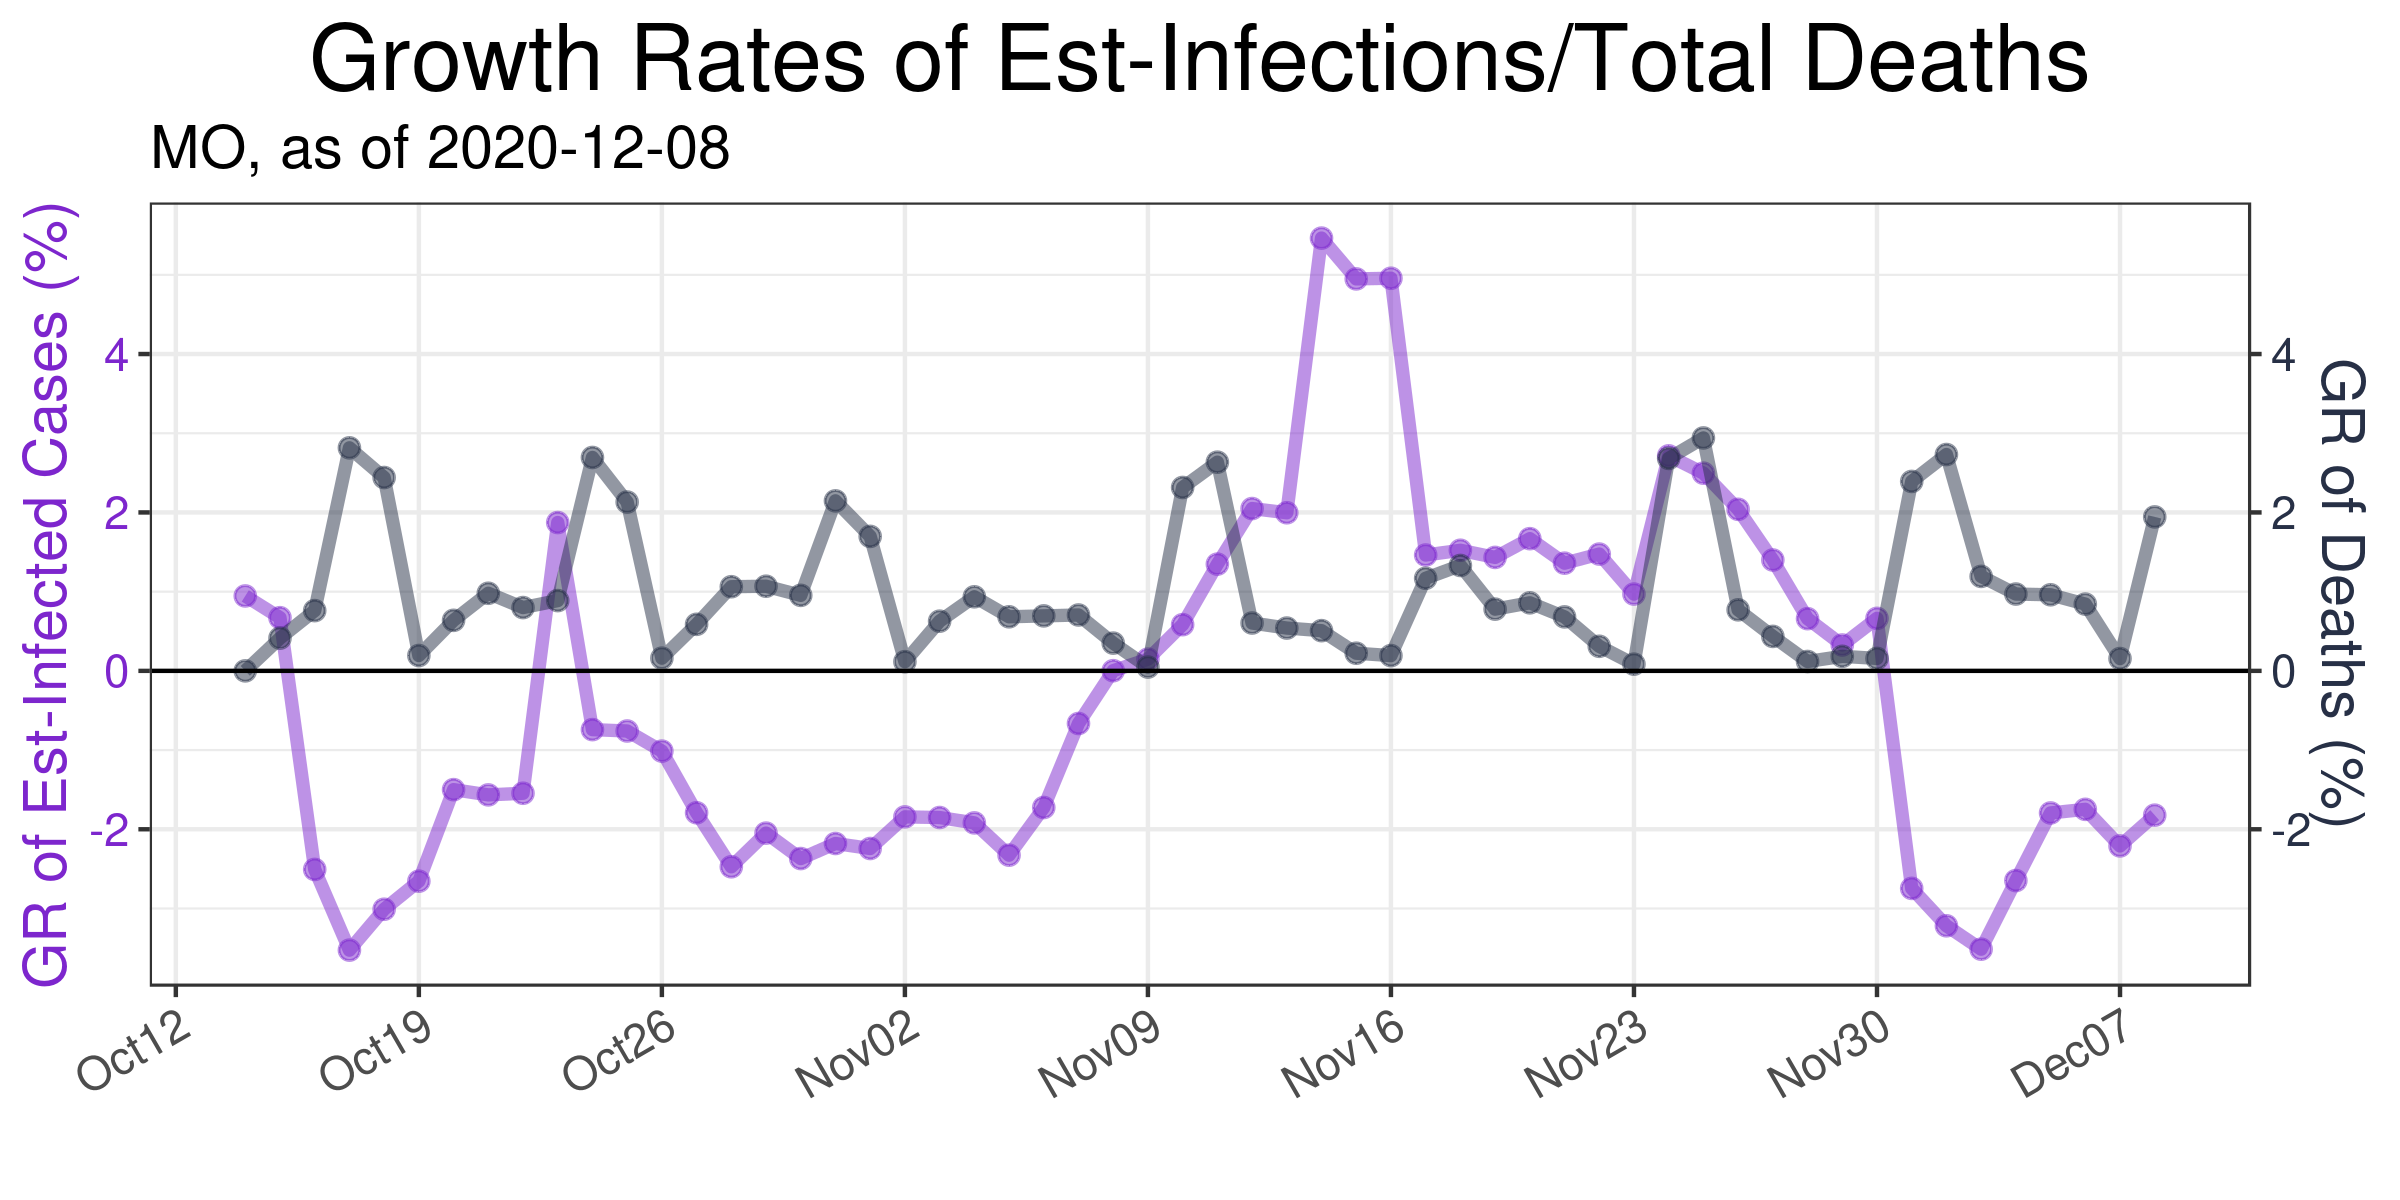 Growth Rates of Est-Infections/Total Deaths
MO, as of 2020-12-08
GR of Est-Infected Cases (%)
4
2
0
-2
4
2
0
-2
GR of Deaths (%)
Oct12
Oct19
Oct26
Nov02
Nov09
Nov16
Nov23
Nov30
Dec07